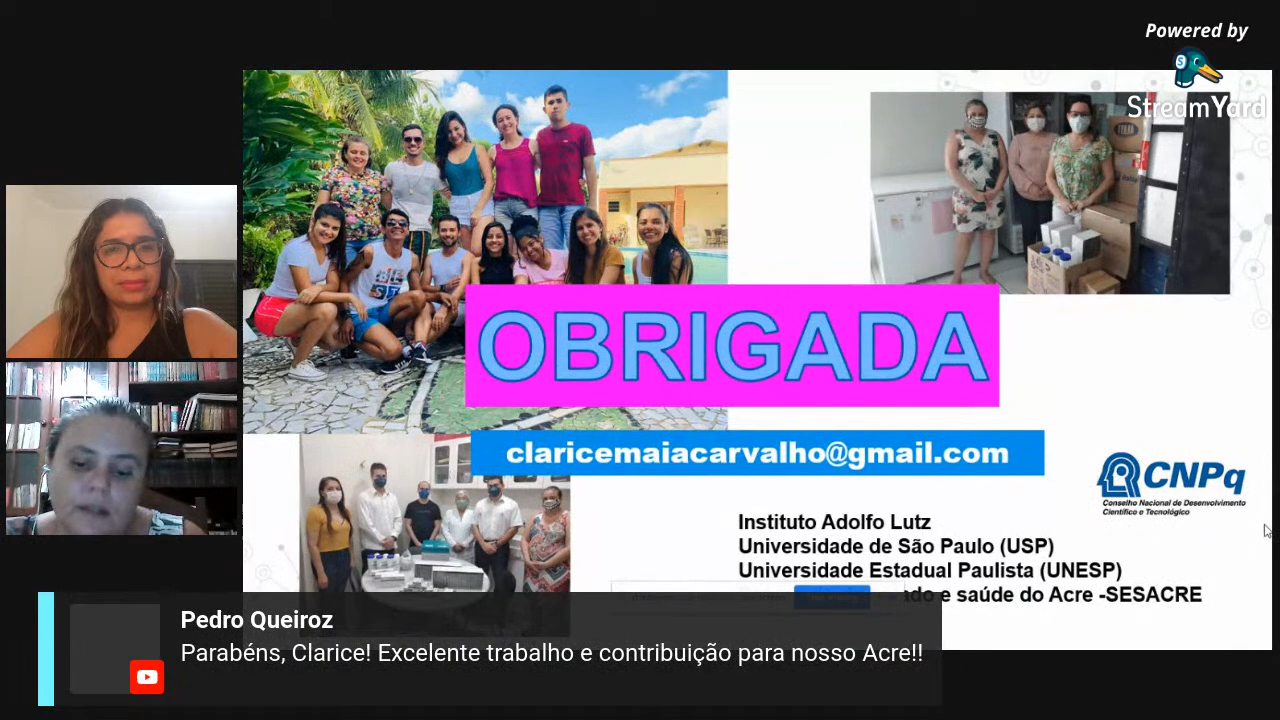 Powered by
StreamYard
OBRIGADA
claricemaiacarvalho@gmail.com
CNPq
Conselho Nacional de Desenvolvimento
Científico e Tecnológico
Instituto Adolfo Lutz
Universidade de São Paulo (USP)
Universidade Estadual Paulista (UNESP)
do e saúde do Acre -SESACRE
Pedro Queiroz
Parabéns, Clarice! Excelente trabalho e contribuição para nosso Acre!!